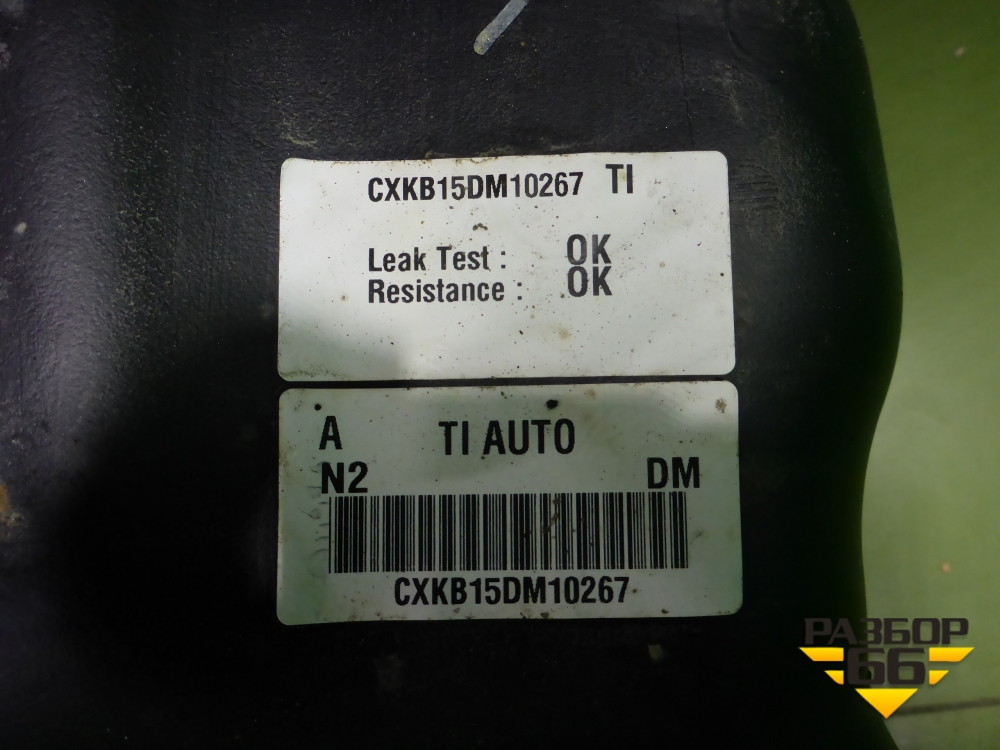 CXKB15DM10267 TI
Leak Test : OK
Resistance : OK
A TI AUTO
N2 DM
CXKB15DM10267
РАЗБОР
66